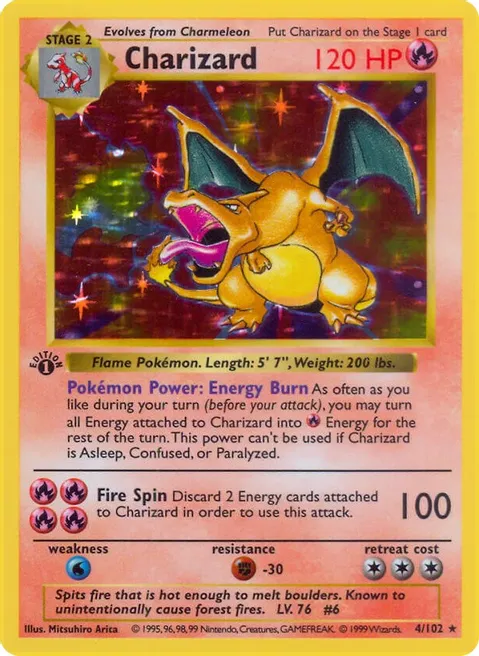 Evolves from Charmeleon Put Charizard on the Stage 1 card
STAGE 2
Charizard 120 HP
EDITION 1
Flame Pokémon. Length: 5' 7", Weight: 200 lbs.
Pokémon Power: Energy Burn As often as you
like during your turn (before your attack), you may turn
all Energy attached to Charizard into Energy for the
rest of the turn. This power can't be used if Charizard
is Asleep, Confused, or Paralyzed.
Fire Spin Discard 2 Energy cards attached
to Charizard in order to use this attack.
100
weakness resistance retreat cost
-30
Spits fire that is hot enough to melt boulders. Known to
unintentionally cause forest fires. LV. 76 #6
Illus. Mitsuhiro Arita © 1995, 96, 98, 99 Nintendo, Creatures, GAMEFREAK. © 1999 Wizards. 4/102 ★